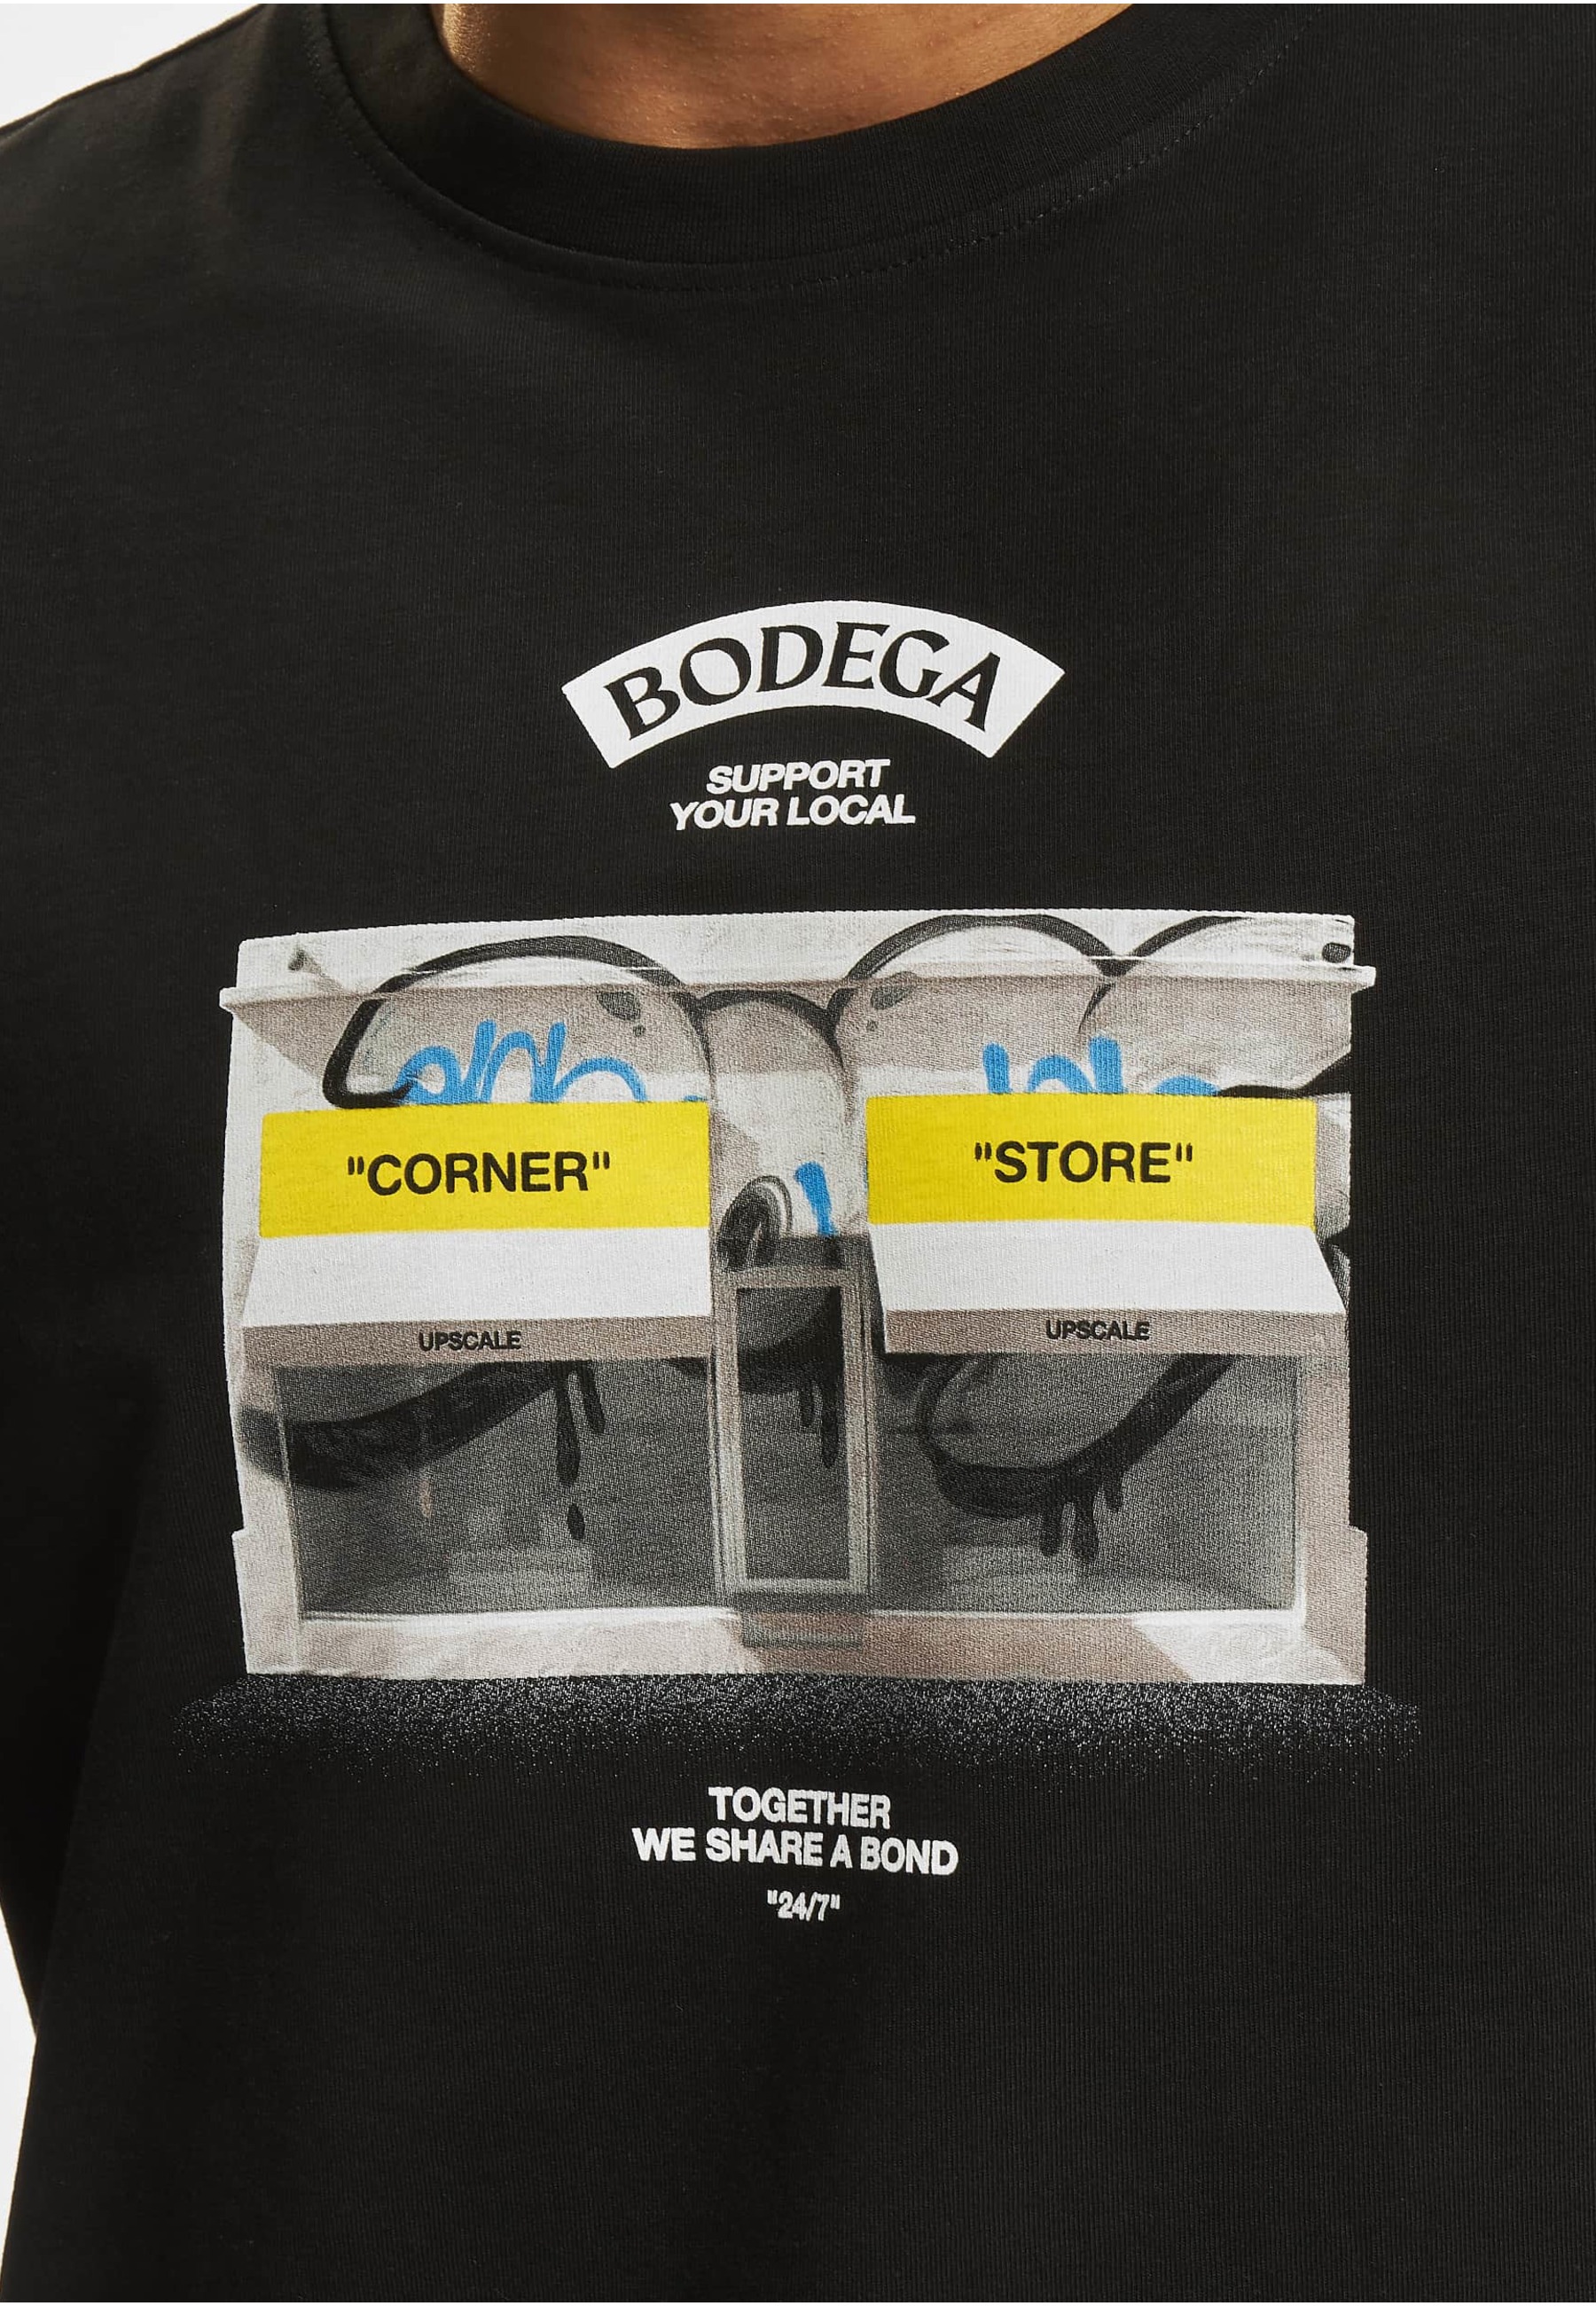 BODEGA
SUPPORT
YOUR LOCAL
"CORNER" "STORE"
UPSCALE UPSCALE
TOGETHER
WE SHARE A BOND
"24/7"